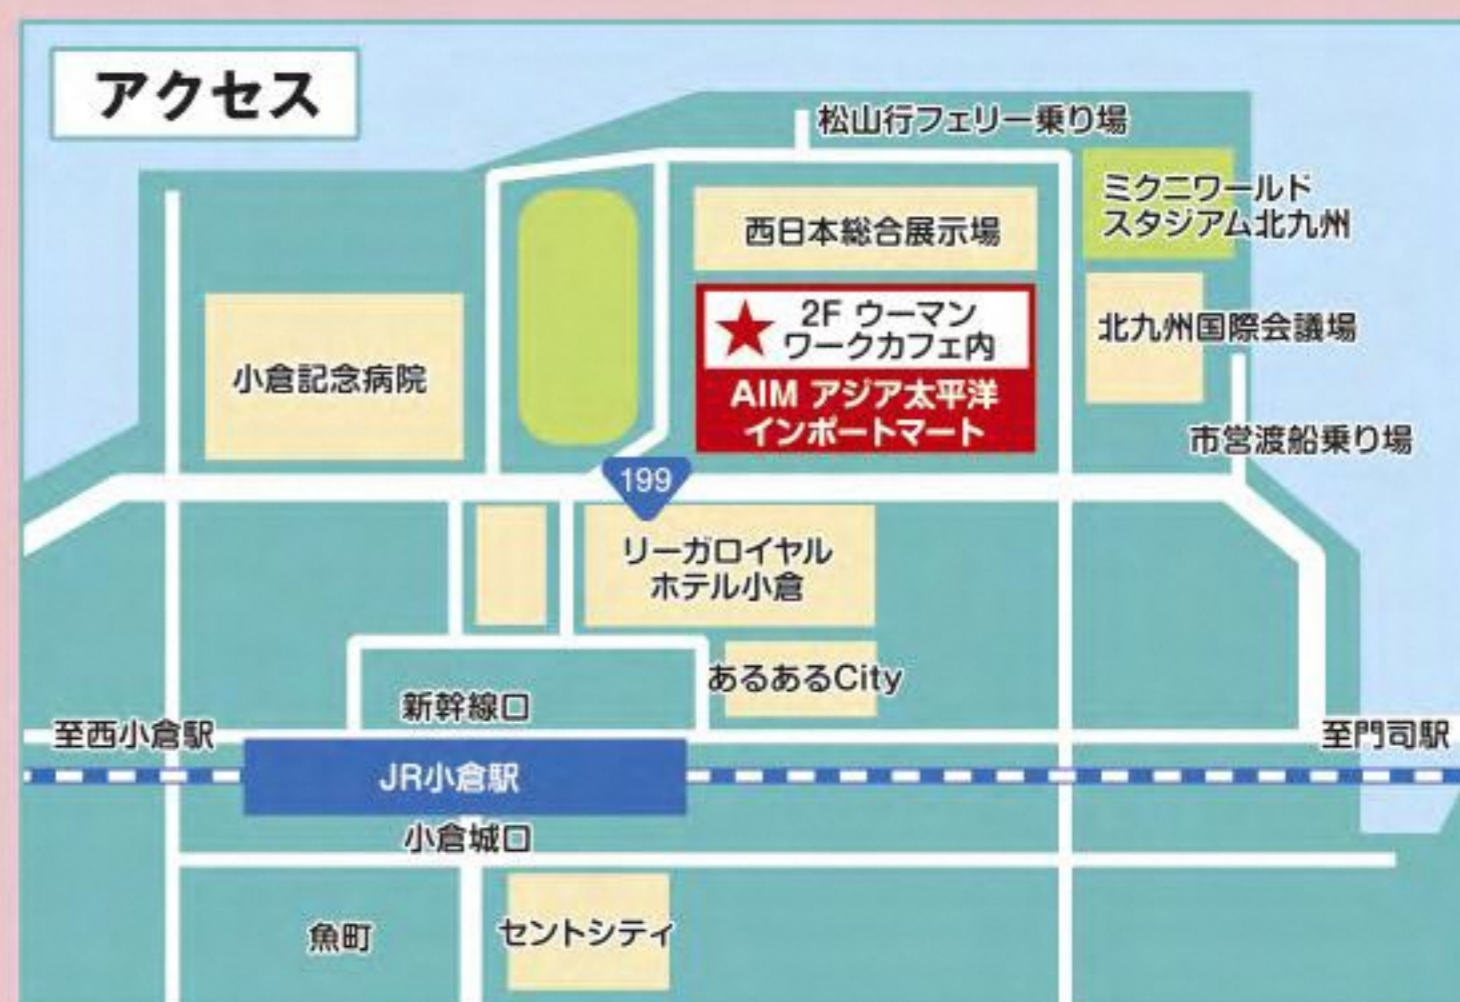 アクセス
松山行フェリー乗り場
ミクニワールド
スタジアム北九州
西日本総合展示場
2F ウーマン
ワークカフェ内
AIM アジア太平洋
インポートマート
北九州国際会議場
小倉記念病院
市営渡船乗り場
199
リーガロイヤル
ホテル小倉
あるあるCity
新幹線口
至西小倉駅
至門司駅
JR小倉駅
小倉城口
魚町
セントシティ